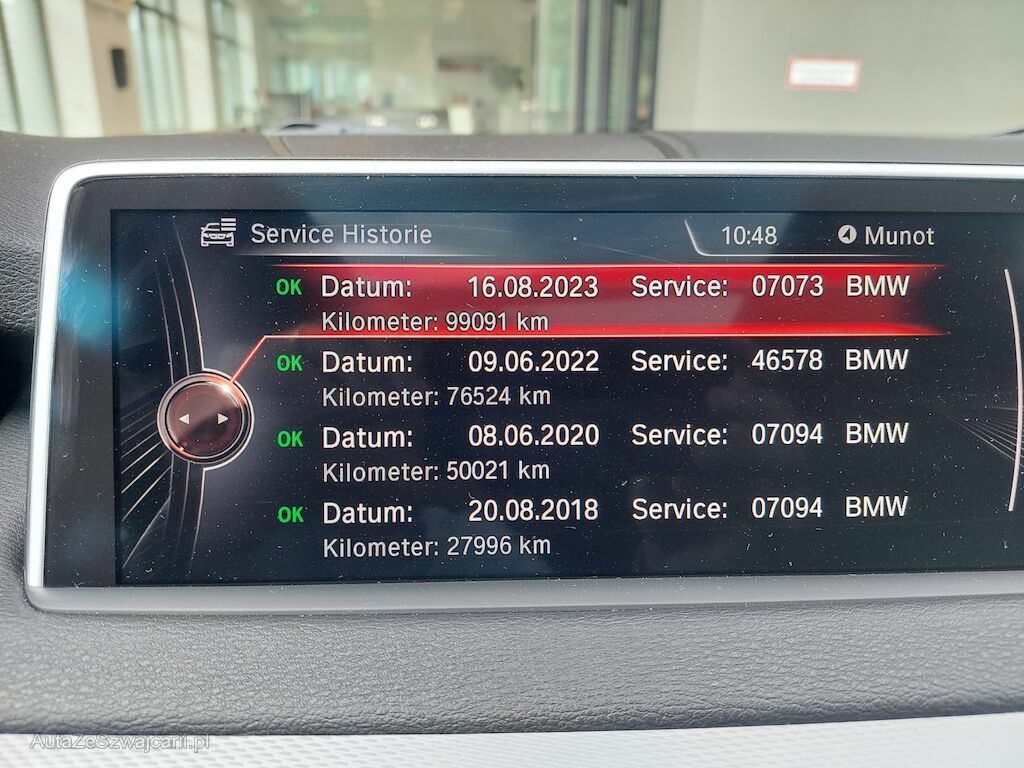 Service Historie 10:48 Munot
OK Datum: 16.08.2023 Service: 07073 BMW
Kilometer: 99091 km
OK Datum: 09.06.2022 Service: 46578 BMW
Kilometer: 76524 km
OK Datum: 08.06.2020 Service: 07094 BMW
Kilometer: 50021 km
OK Datum: 20.08.2018 Service: 07094 BMW
Kilometer: 27996 km
AutaZeSzwajcarii.pl